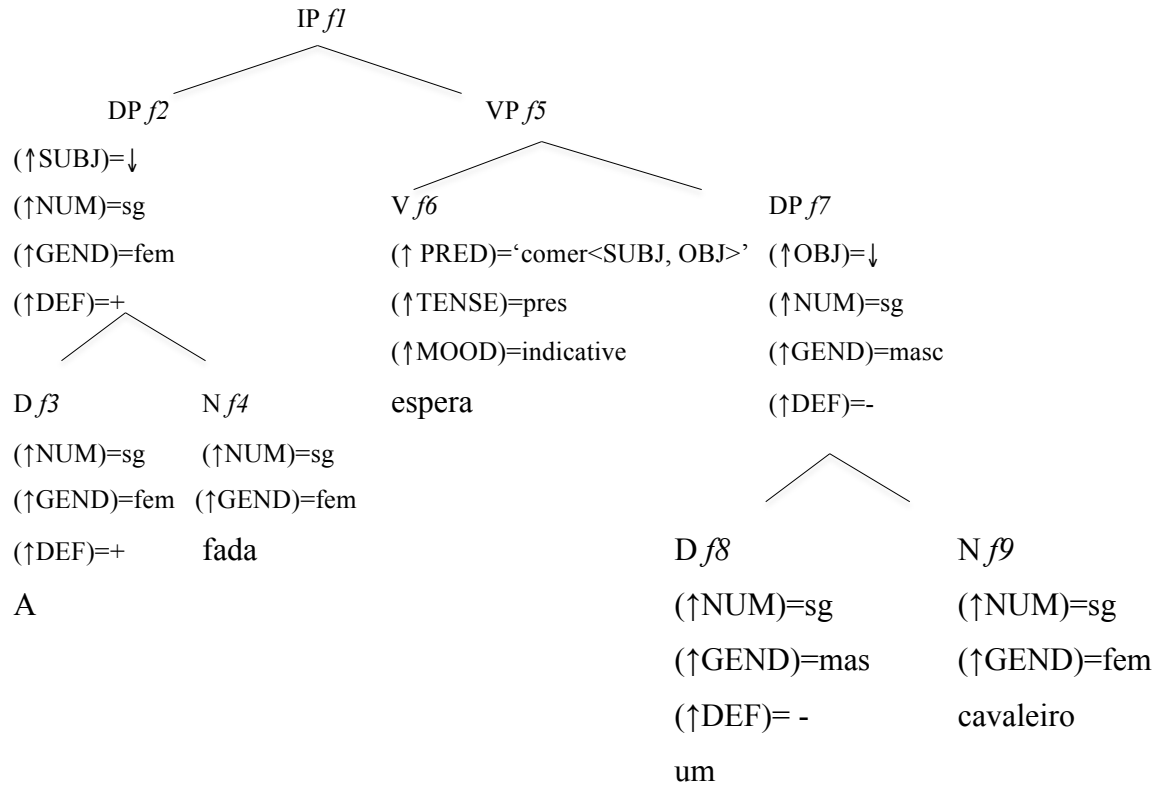 IP f1
DP f2 VP f5
(↑SUBJ)=↓
(↑NUM)=sg V f6 DP f7
(↑GEND)=fem (↑ PRED)=‘comer<SUBJ, OBJ>’ (↑OBJ)=↓
(↑DEF)=+ (↑TENSE)=pres (↑NUM)=sg
(↑MOOD)=indicative (↑GEND)=masc
D f3 N f4 espera (↑DEF)=-
(↑NUM)=sg (↑NUM)=sg
(↑GEND)=fem (↑GEND)=fem
(↑DEF)=+ fada D f8 N f9
A (↑NUM)=sg (↑NUM)=sg
(↑GEND)=mas (↑GEND)=fem
(↑DEF)= - cavaleiro
um